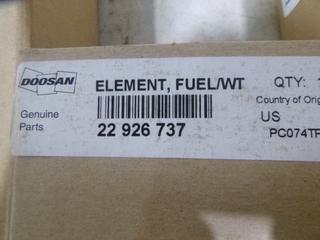 DOOSAN
Genuine
Parts
ELEMENT, FUEL/WT
22 926 737
QTY:
Country of Orig
US
PC074TF